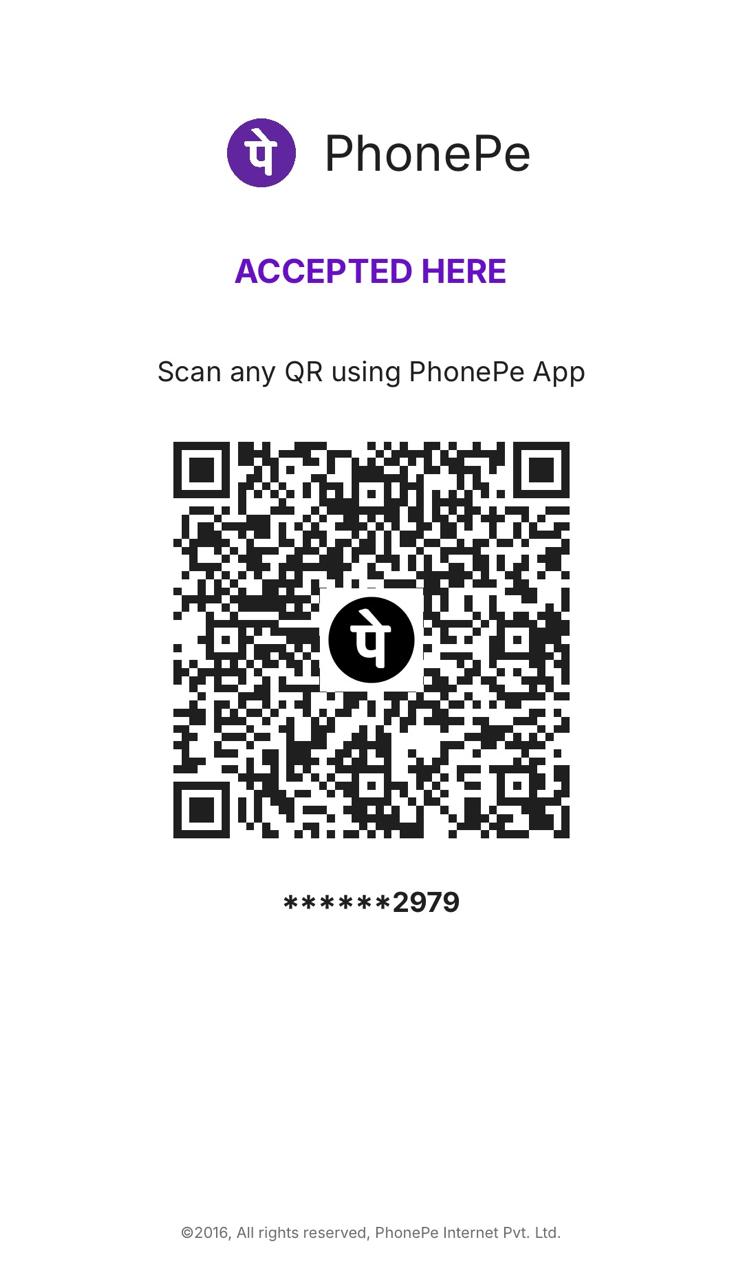 पे PhonePe
ACCEPTED HERE
Scan any QR using PhonePe App
पे
******2979
©2016, All rights reserved, PhonePe Internet Pvt. Ltd.